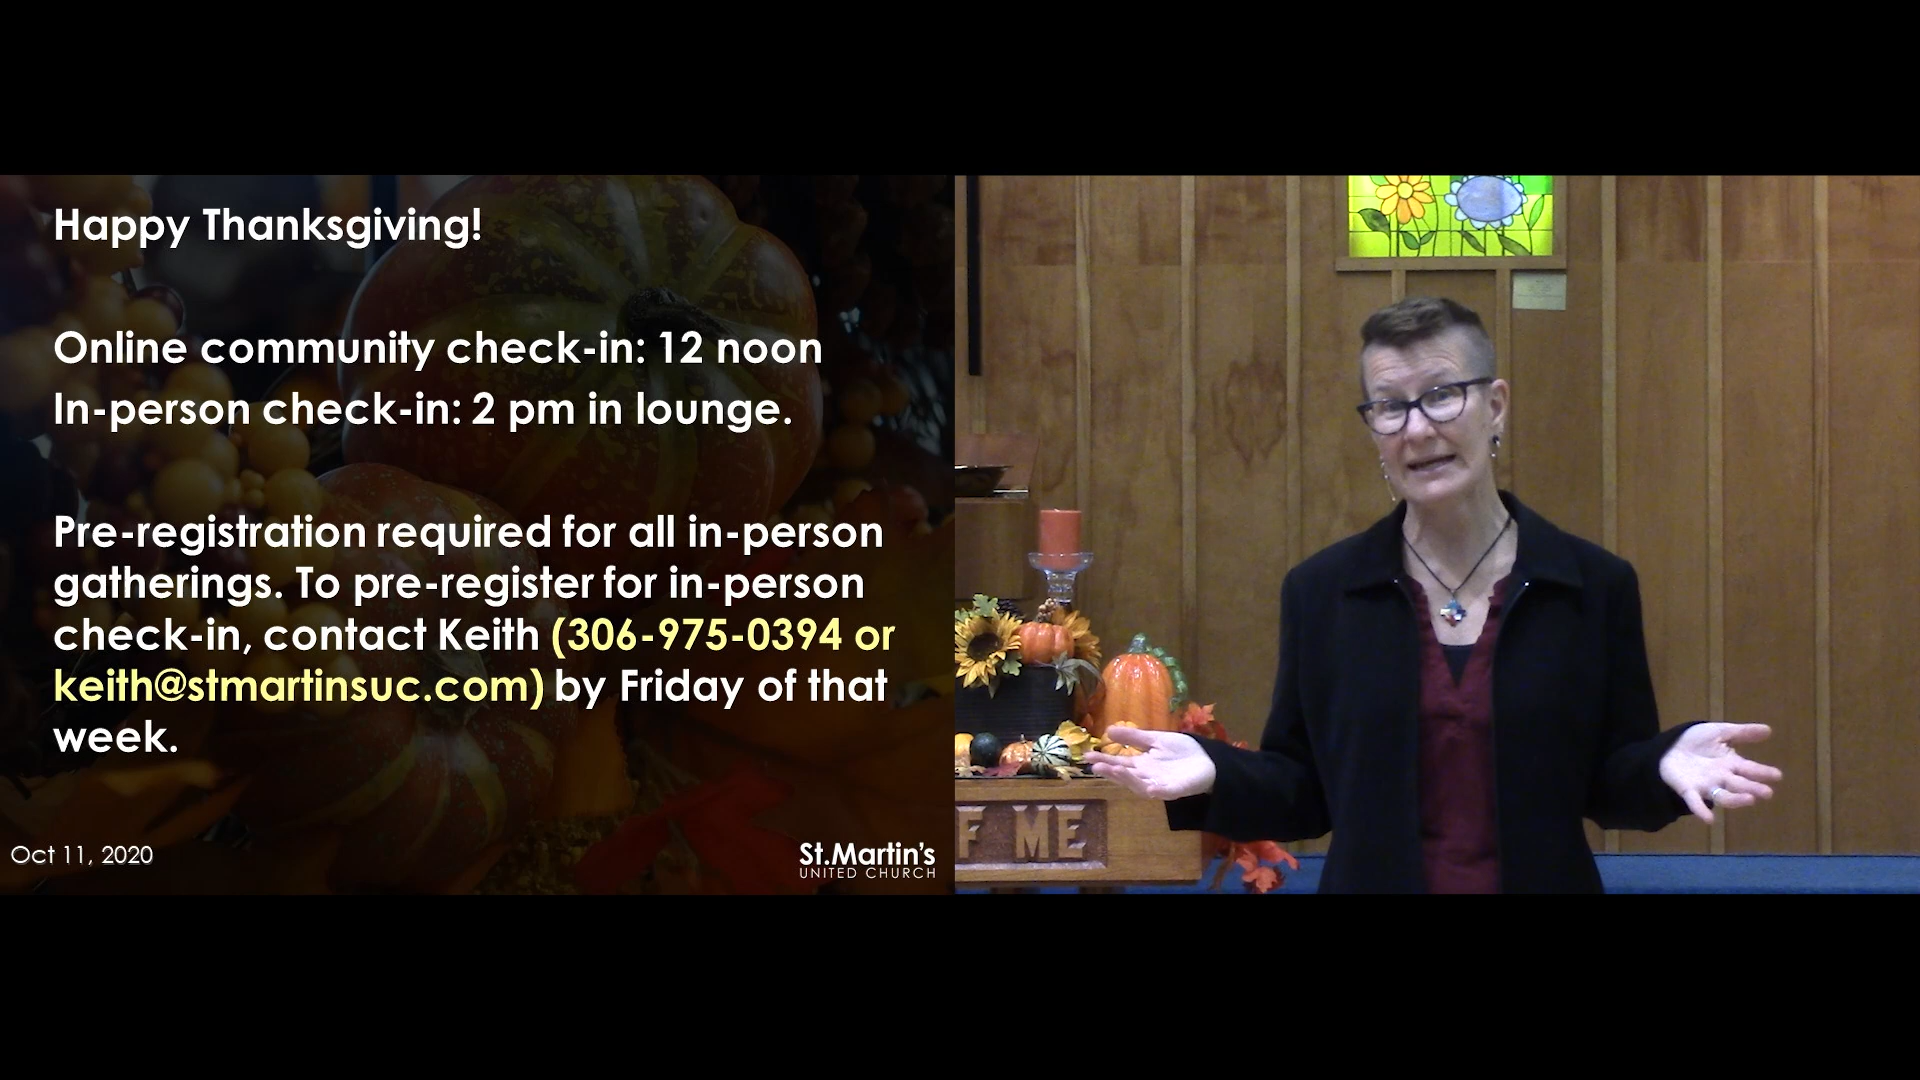 Happy Thanksgiving!
Online community check-in: 12 noon
In-person check-in: 2 pm in lounge.
Pre-registration required for all in-person
gatherings. To pre-register for in-person
check-in, contact Keith (306-975-0394 or
keith@stmartinsuc.com) by Friday of that
week.
Oct 11, 2020
St.Martin's
UNITED CHURCH
F ME